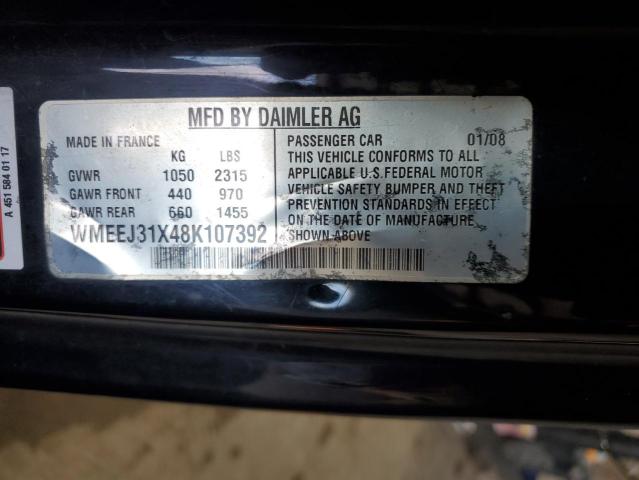 MFD BY DAIMLER AG
MADE IN FRANCE
KG LBS
GVWR 1050 2315
GAWR FRONT 440 970
GAWR REAR 660 1455
WMEEJ31X48K107392
PASSENGER CAR 01/08
THIS VEHICLE CONFORMS TO ALL
APPLICABLE U.S. FEDERAL MOTOR
VEHICLE SAFETY BUMPER AND THEFT
PREVENTION STANDARDS IN EFFECT
ON THE DATE OF MANUFACTURE
SHOWN ABOVE
A 451 584 01 17